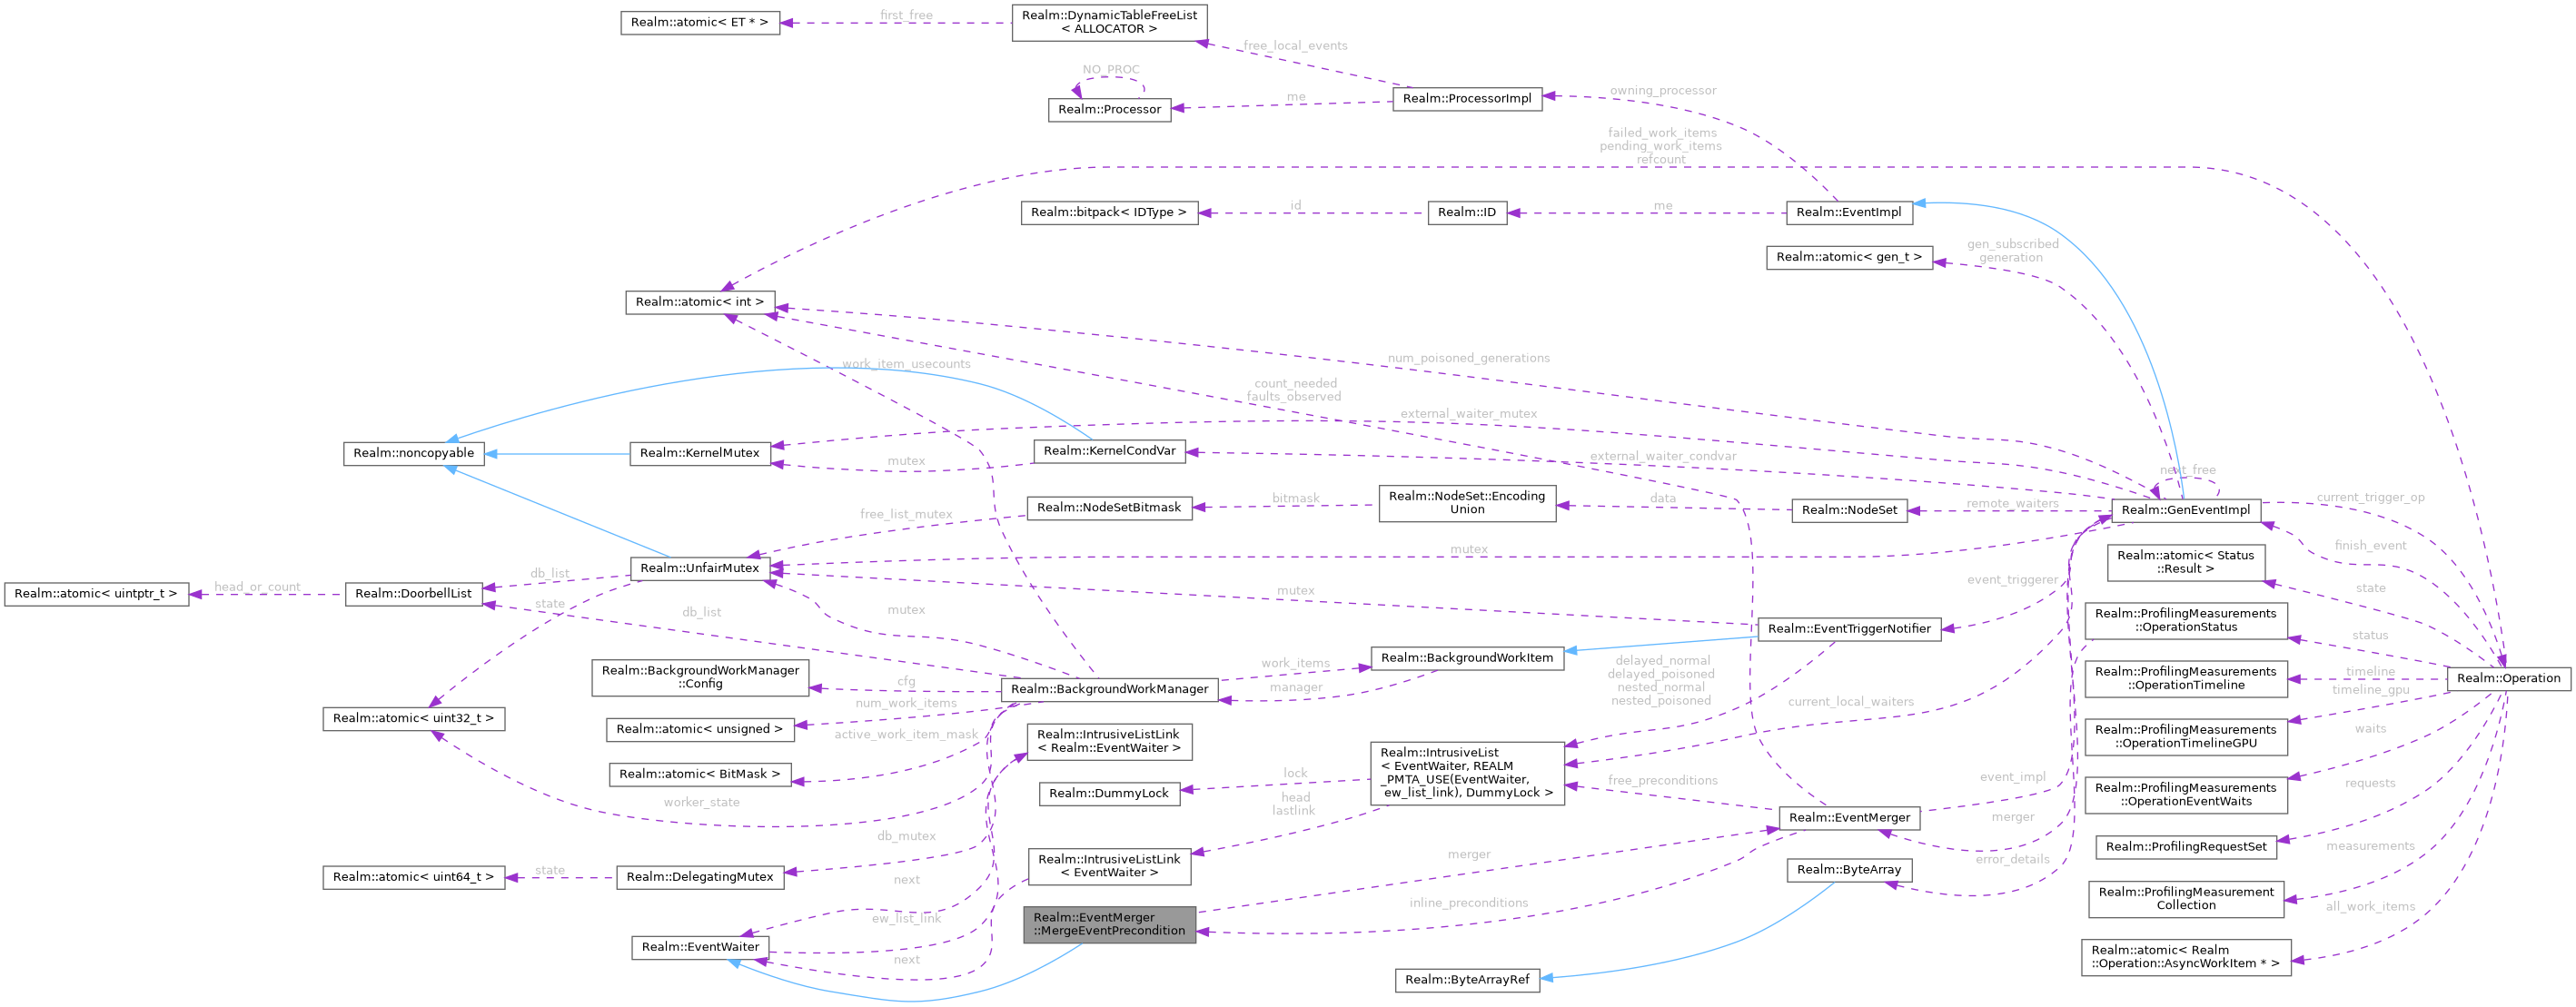 Realm::atomic< ET * >
first_free
Realm::DynamicTableFreeList
< ALLOCATOR >
free_local_events
NO_PROC
Realm::Processor
me
Realm::ProcessorImpl
owning_processor
failed_work_items
pending_work_items
refcount
Realm::bitpack< IDType >
id
Realm::ID
me
Realm::EventImpl
gen_subscribed
generation
Realm::atomic< gen_t >
Realm::atomic< int >
num_poisoned_generations
work_item_usecounts
count_needed
faults_observed
external_waiter_mutex
Realm::noncopyable
Realm::KernelMutex
mutex
Realm::KernelCondVar
external_waiter_condvar
next_free
Realm::NodeSetBitmask
bitmask
Realm::NodeSet::Encoding
Union
data
Realm::NodeSet
remote_waiters
Realm::GenEventImpl
current_trigger_op
free_list_mutex
mutex
finish_event
Realm::UnfairMutex
Realm::atomic< Status
::Result >
event_triggerer
state
Realm::atomic< uintptr_t >
head_or_count
Realm::DoorbellList
db_list
state
db_list
mutex
mutex
Realm::EventTriggerNotifier
Realm::ProfilingMeasurements
::OperationStatus
status
Realm::BackgroundWorkManager
::Config
cfg
Realm::BackgroundWorkManager
work_items
manager
Realm::BackgroundWorkItem
delayed_normal
delayed_poisoned
nested_normal
nested_poisoned
Realm::ProfilingMeasurements
::OperationTimeline
timeline
timeline_gpu
Realm::Operation
Realm::atomic< uint32_t >
Realm::atomic< unsigned >
num_work_items
current_local_waiters
active_work_item_mask
Realm::IntrusiveListLink
< Realm::EventWaiter >
Realm::ProfilingMeasurements
::OperationTimelineGPU
waits
Realm::atomic< BitMask >
worker_state
Realm::DummyLock
lock
head
lastlink
Realm::IntrusiveList
< EventWaiter, REALM
_PMTA_USE(EventWaiter,
ew_list_link), DummyLock >
free_preconditions
event_impl
Realm::ProfilingMeasurements
::OperationEventWaits
requests
Realm::EventMerger
merger
db_mutex
Realm::ProfilingRequestSet
measurements
Realm::atomic< uint64_t >
state
Realm::DelegatingMutex
next
Realm::IntrusiveListLink
< EventWaiter >
merger
error_details
Realm::ByteArray
Realm::ProfilingMeasurement
Collection
ew_list_link
Realm::EventMerger
::MergeEventPrecondition
inline_preconditions
all_work_items
Realm::EventWaiter
next
Realm::atomic< Realm
::Operation::AsyncWorkItem * >
Realm::ByteArrayRef